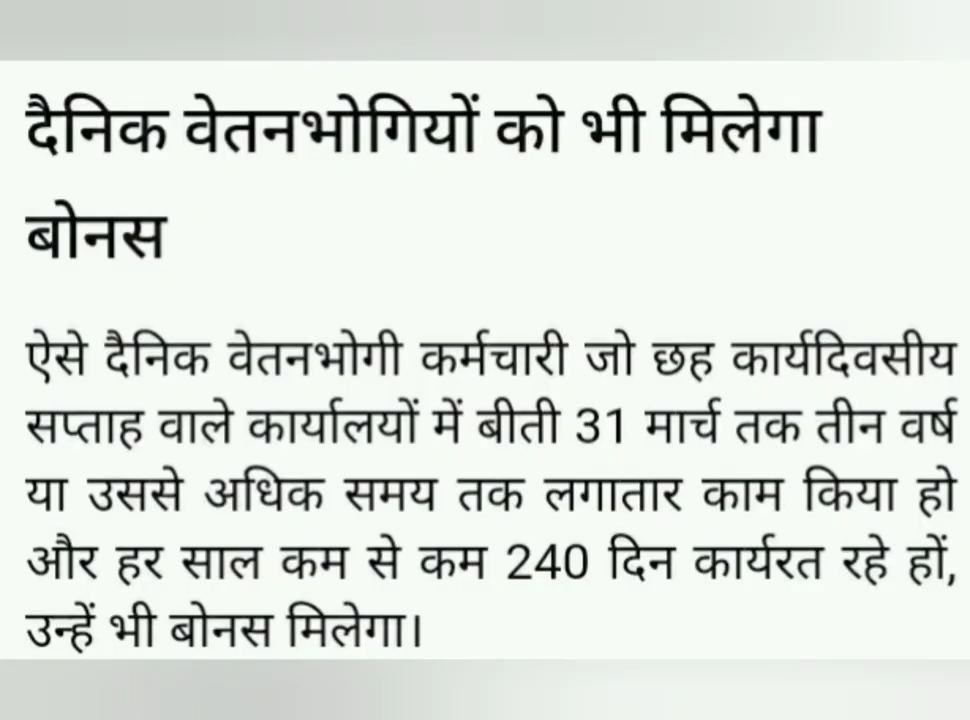 दैनिक वेतनभोगियों को भी मिलेगा
बोनस
ऐसे दैनिक वेतनभोगी कर्मचारी जो छह कार्यदिवसीय
सप्ताह वाले कार्यालयों में बीती 31 मार्च तक तीन वर्ष
या उससे अधिक समय तक लगातार काम किया हो
और हर साल कम से कम 240 दिन कार्यरत रहे हों,
उन्हें भी बोनस मिलेगा।